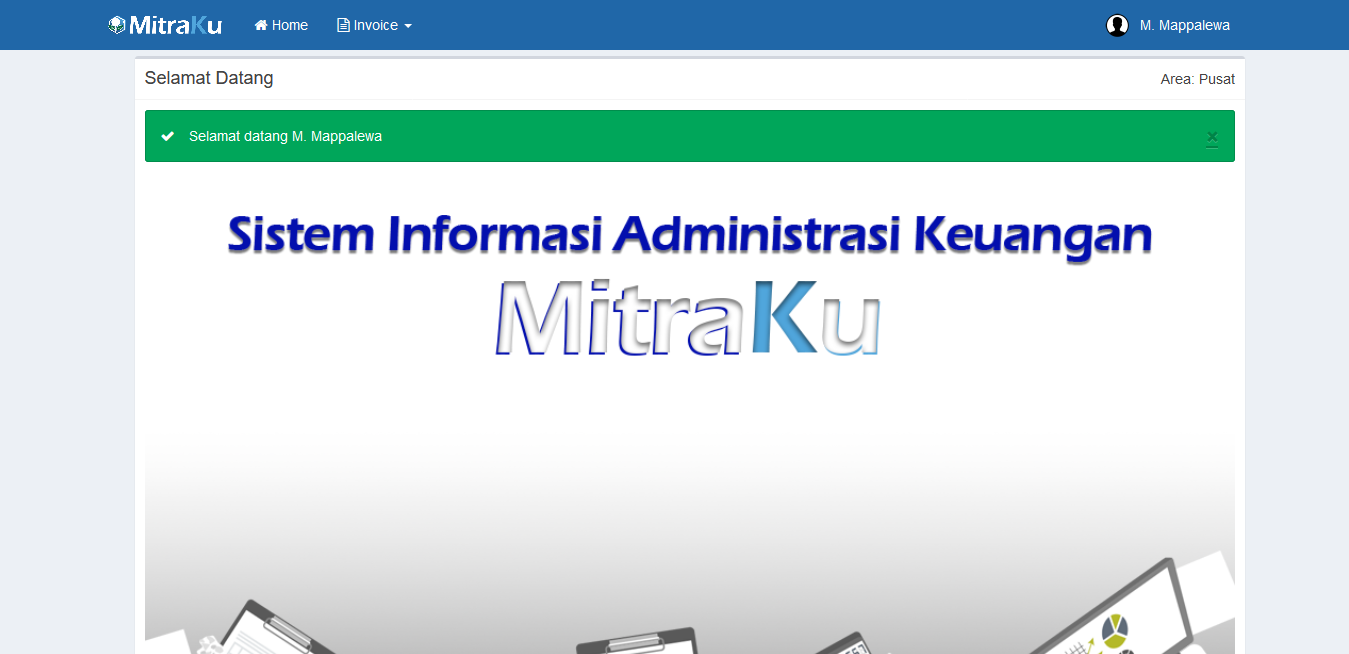 MitraKu
Home
Invoice
M. Mappalewa
Selamat Datang
Area: Pusat
Selamat datang M. Mappalewa
×
Sistem Informasi Administrasi Keuangan
MitraKu